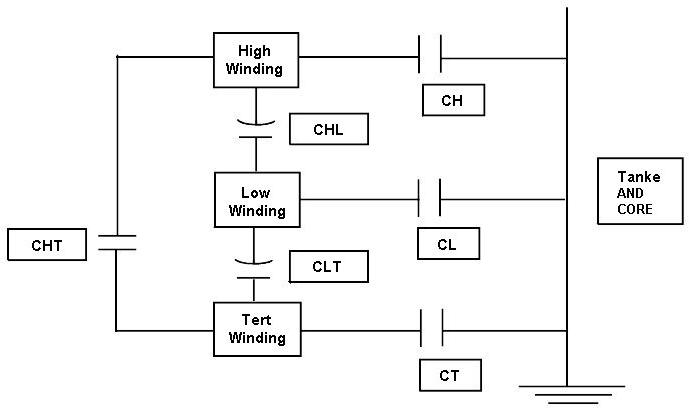 High
Winding
CH
CHL
Low
Winding
Tanke
AND
CORE
CHT
CL
CLT
Tert
Winding
CT